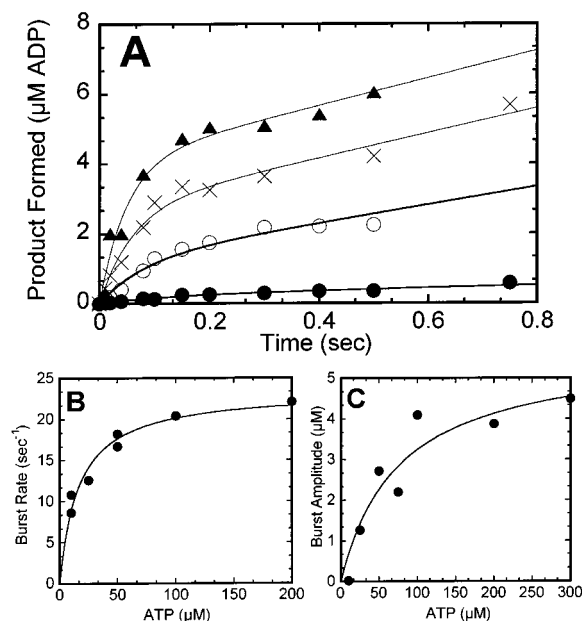 A
Product Formed (µM ADP)
8
6
4
2
0
0 0.2 0.4 0.6 0.8
Time (sec)
B
Burst Rate (sec-1)
25
20
15
10
5
0
0 50 100 150 200
ATP (µM)
C
Burst Amplitude (µM)
5
4
3
2
1
0
0 50 100 150 200 250 300
ATP (µM)